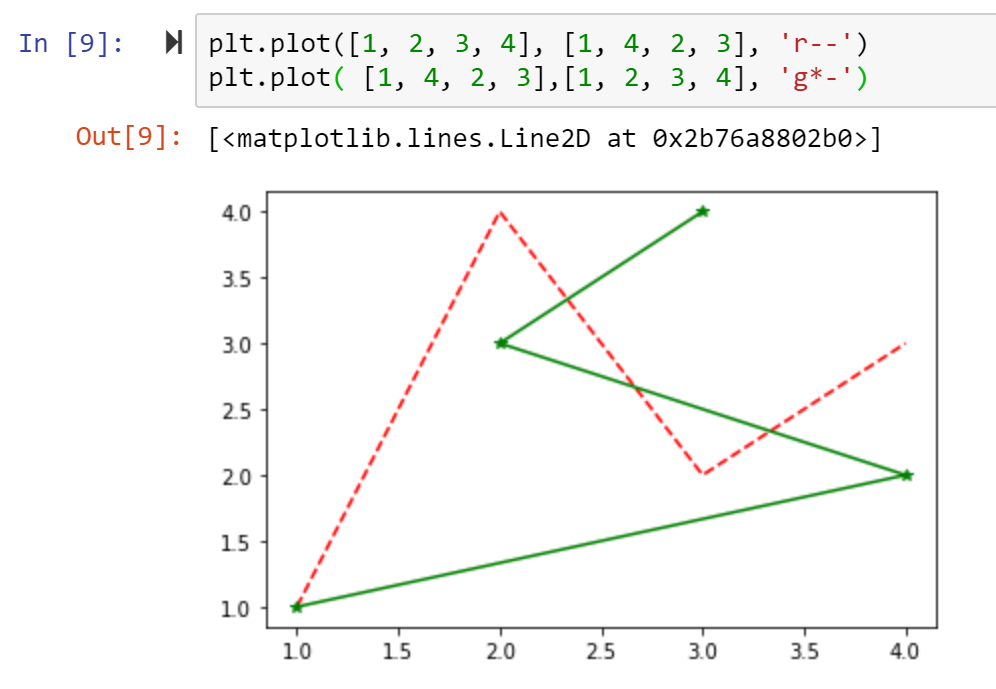 In [9]:
plt.plot([1, 2, 3, 4], [1, 4, 2, 3], 'r--')
plt.plot( [1, 4, 2, 3],[1, 2, 3, 4], 'g*-')
Out[9]: [<matplotlib.lines.Line2D at 0x2b76a8802b0>]
4.0
3.5
3.0
2.5
2.0
1.5
1.0
1.0 1.5 2.0 2.5 3.0 3.5 4.0